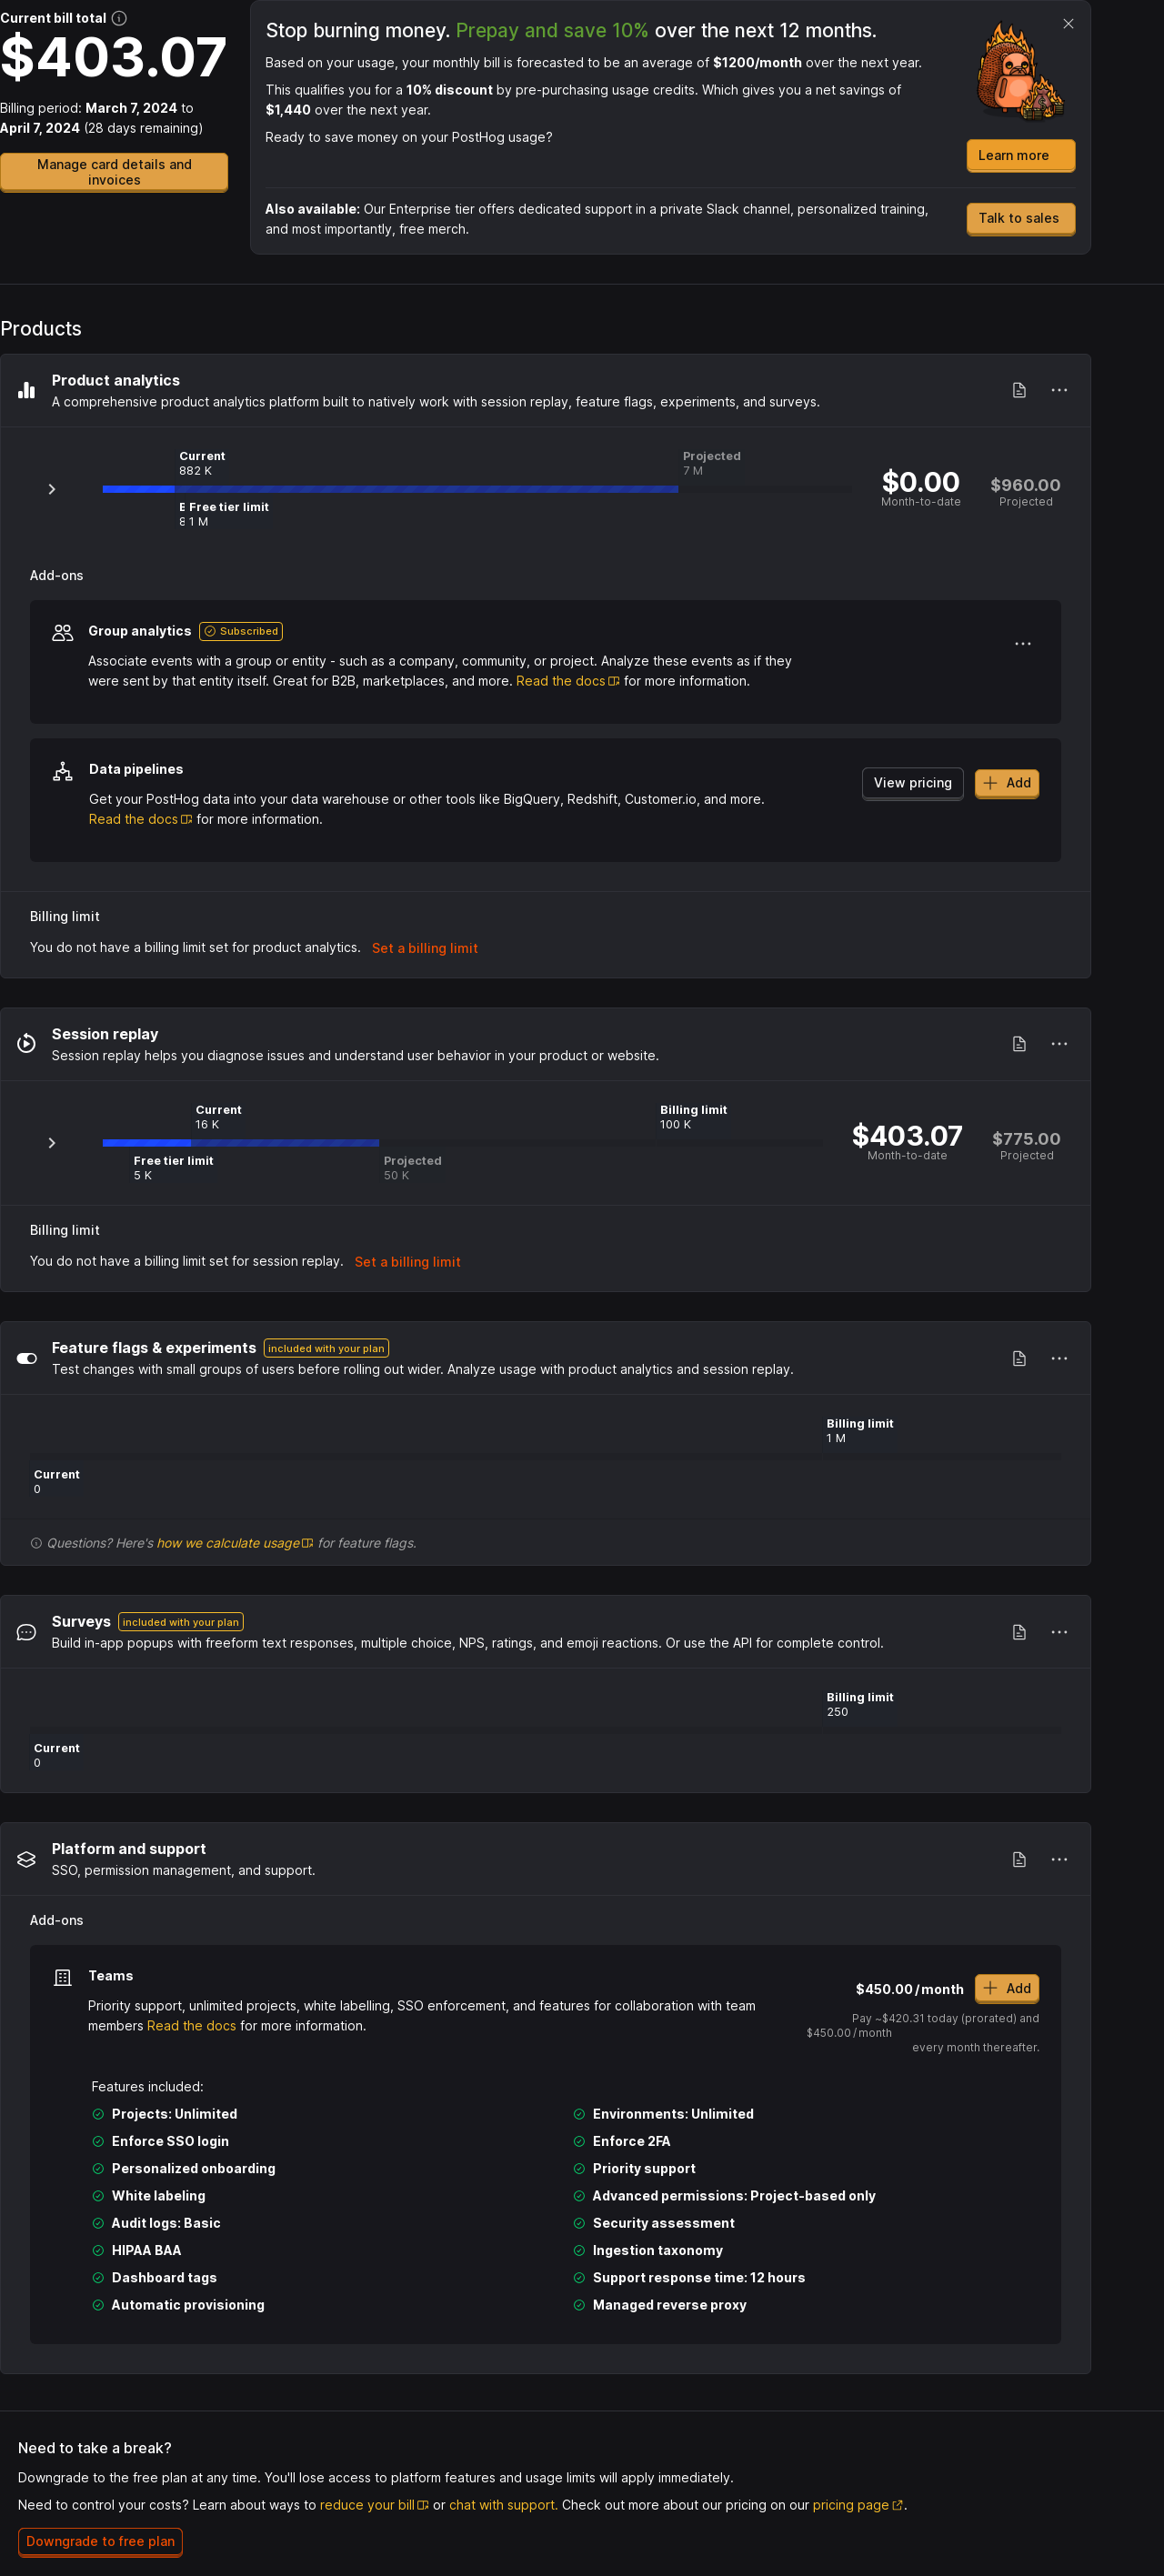 Current bill total
$403.07
Billing period: March 7, 2024 to
April 7, 2024 (28 days remaining)
Manage card details and
invoices
Stop burning money. Prepay and save 10% over the next 12 months.
Based on your usage, your monthly bill is forecasted to be an average of $1200/month over the next year.
This qualifies you for a 10% discount by pre-purchasing usage credits. Which gives you a net savings of
$1,440 over the next year.
Ready to save money on your PostHog usage?
Learn more
Also available: Our Enterprise tier offers dedicated support in a private Slack channel, personalized training,
and most importantly, free merch.
Talk to sales
Products
Product analytics
A comprehensive product analytics platform built to natively work with session replay, feature flags, experiments, and surveys.
Current
882 K
Projected
7 M
Free tier limit
1 M
$0.00
Month-to-date
$960.00
Projected
Add-ons
Group analytics
Subscribed
Associate events with a group or entity - such as a company, community, or project. Analyze these events as if they
were sent by that entity itself. Great for B2B, marketplaces, and more. Read the docs for more information.
Data pipelines
Get your PostHog data into your data warehouse or other tools like BigQuery, Redshift, Customer.io, and more.
Read the docs for more information.
View pricing
Add
Billing limit
You do not have a billing limit set for product analytics. Set a billing limit
Session replay
Session replay helps you diagnose issues and understand user behavior in your product or website.
Current
16 K
Billing limit
100 K
Free tier limit
5 K
Projected
50 K
$403.07
Month-to-date
$775.00
Projected
Billing limit
You do not have a billing limit set for session replay. Set a billing limit
Feature flags & experiments included with your plan
Test changes with small groups of users before rolling out wider. Analyze usage with product analytics and session replay.
Billing limit
1 M
Current
0
Questions? Here's how we calculate usage for feature flags.
Surveys included with your plan
Build in-app popups with freeform text responses, multiple choice, NPS, ratings, and emoji reactions. Or use the API for complete control.
Billing limit
250
Current
0
Platform and support
SSO, permission management, and support.
Add-ons
Teams
Priority support, unlimited projects, white labelling, SSO enforcement, and features for collaboration with team
members Read the docs for more information.
$450.00/month
Add
Pay ~$420.31 today (prorated) and
$450.00/month
every month thereafter.
Features included:
Projects: Unlimited
Environments: Unlimited
Enforce SSO login
Enforce 2FA
Personalized onboarding
Priority support
White labeling
Advanced permissions: Project-based only
Audit logs: Basic
Security assessment
HIPAA BAA
Ingestion taxonomy
Dashboard tags
Support response time: 12 hours
Automatic provisioning
Managed reverse proxy
Need to take a break?
Downgrade to the free plan at any time. You'll lose access to platform features and usage limits will apply immediately.
Need to control your costs? Learn about ways to reduce your bill or chat with support. Check out more about our pricing on our pricing page.
Downgrade to free plan